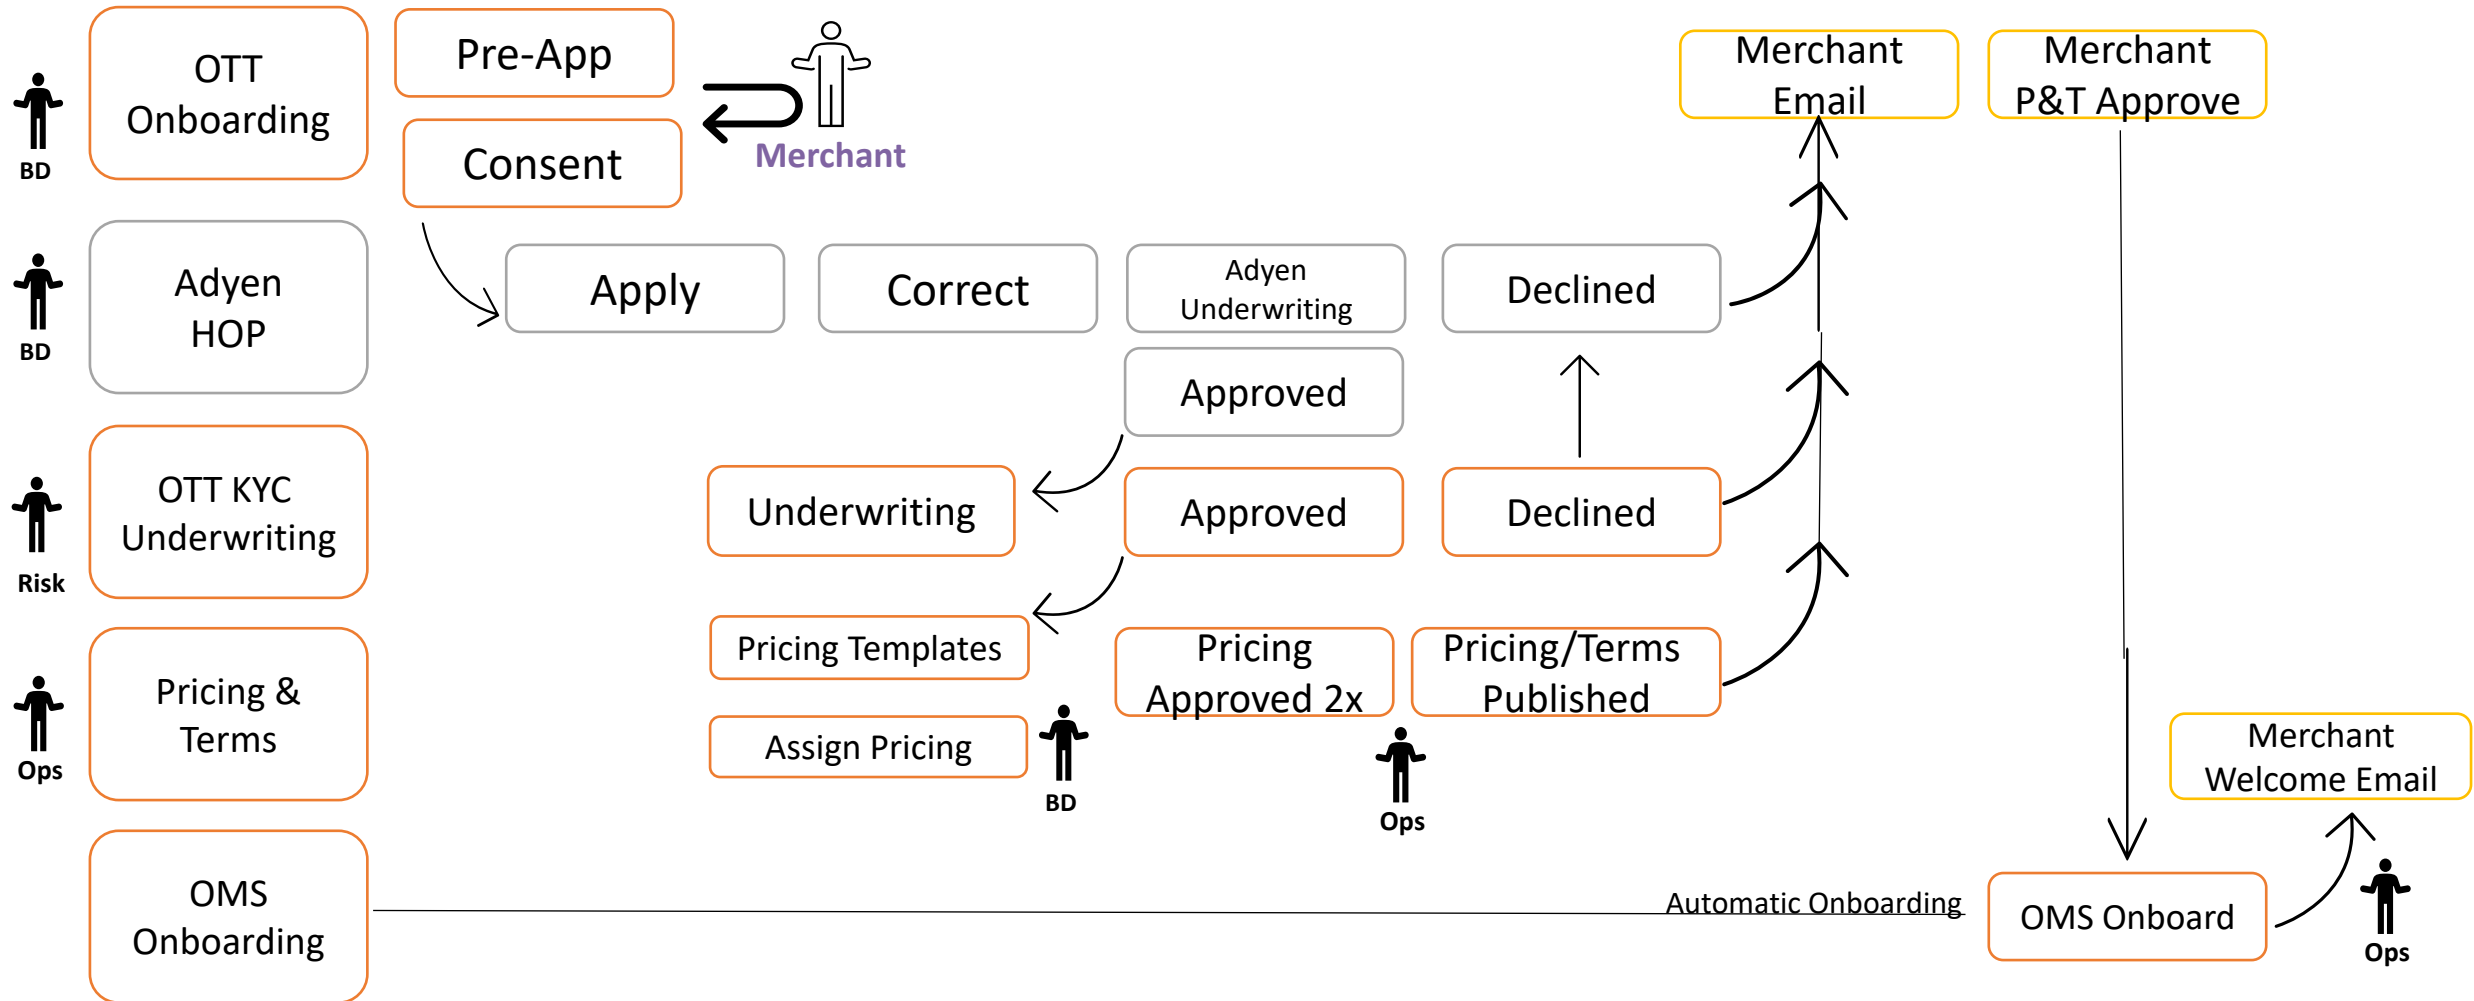 OTT
Onboarding
BD
Pre-App
Consent
Merchant
Merchant
Email
Merchant
P&T Approve
Adyen
HOP
BD
Apply
Correct
Adyen
Underwriting
Declined
Approved
OTT KYC
Underwriting
Risk
Underwriting
Approved
Declined
Pricing &
Terms
Ops
Pricing Templates
Assign Pricing
BD
Pricing
Approved 2x
Ops
Pricing/Terms
Published
Merchant
Welcome Email
OMS
Onboarding
Automatic Onboarding
OMS Onboard
Ops